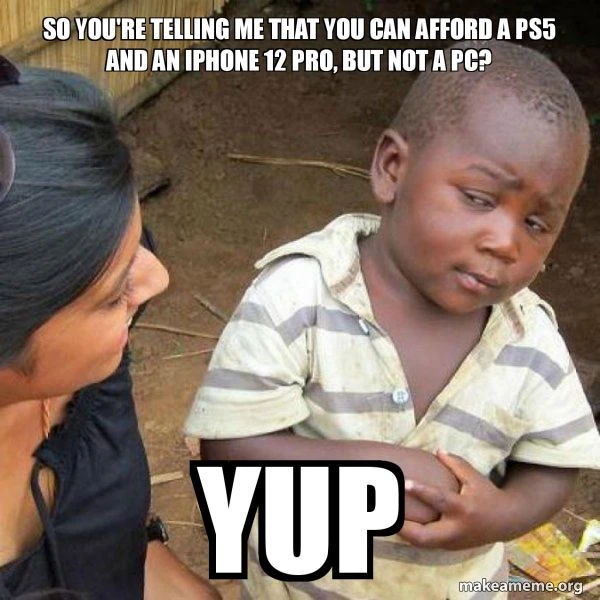 SO YOU'RE TELLING ME THAT YOU CAN AFFORD A PS5
AND AN IPHONE 12 PRO, BUT NOT A PC?
YUP
makeameme.org